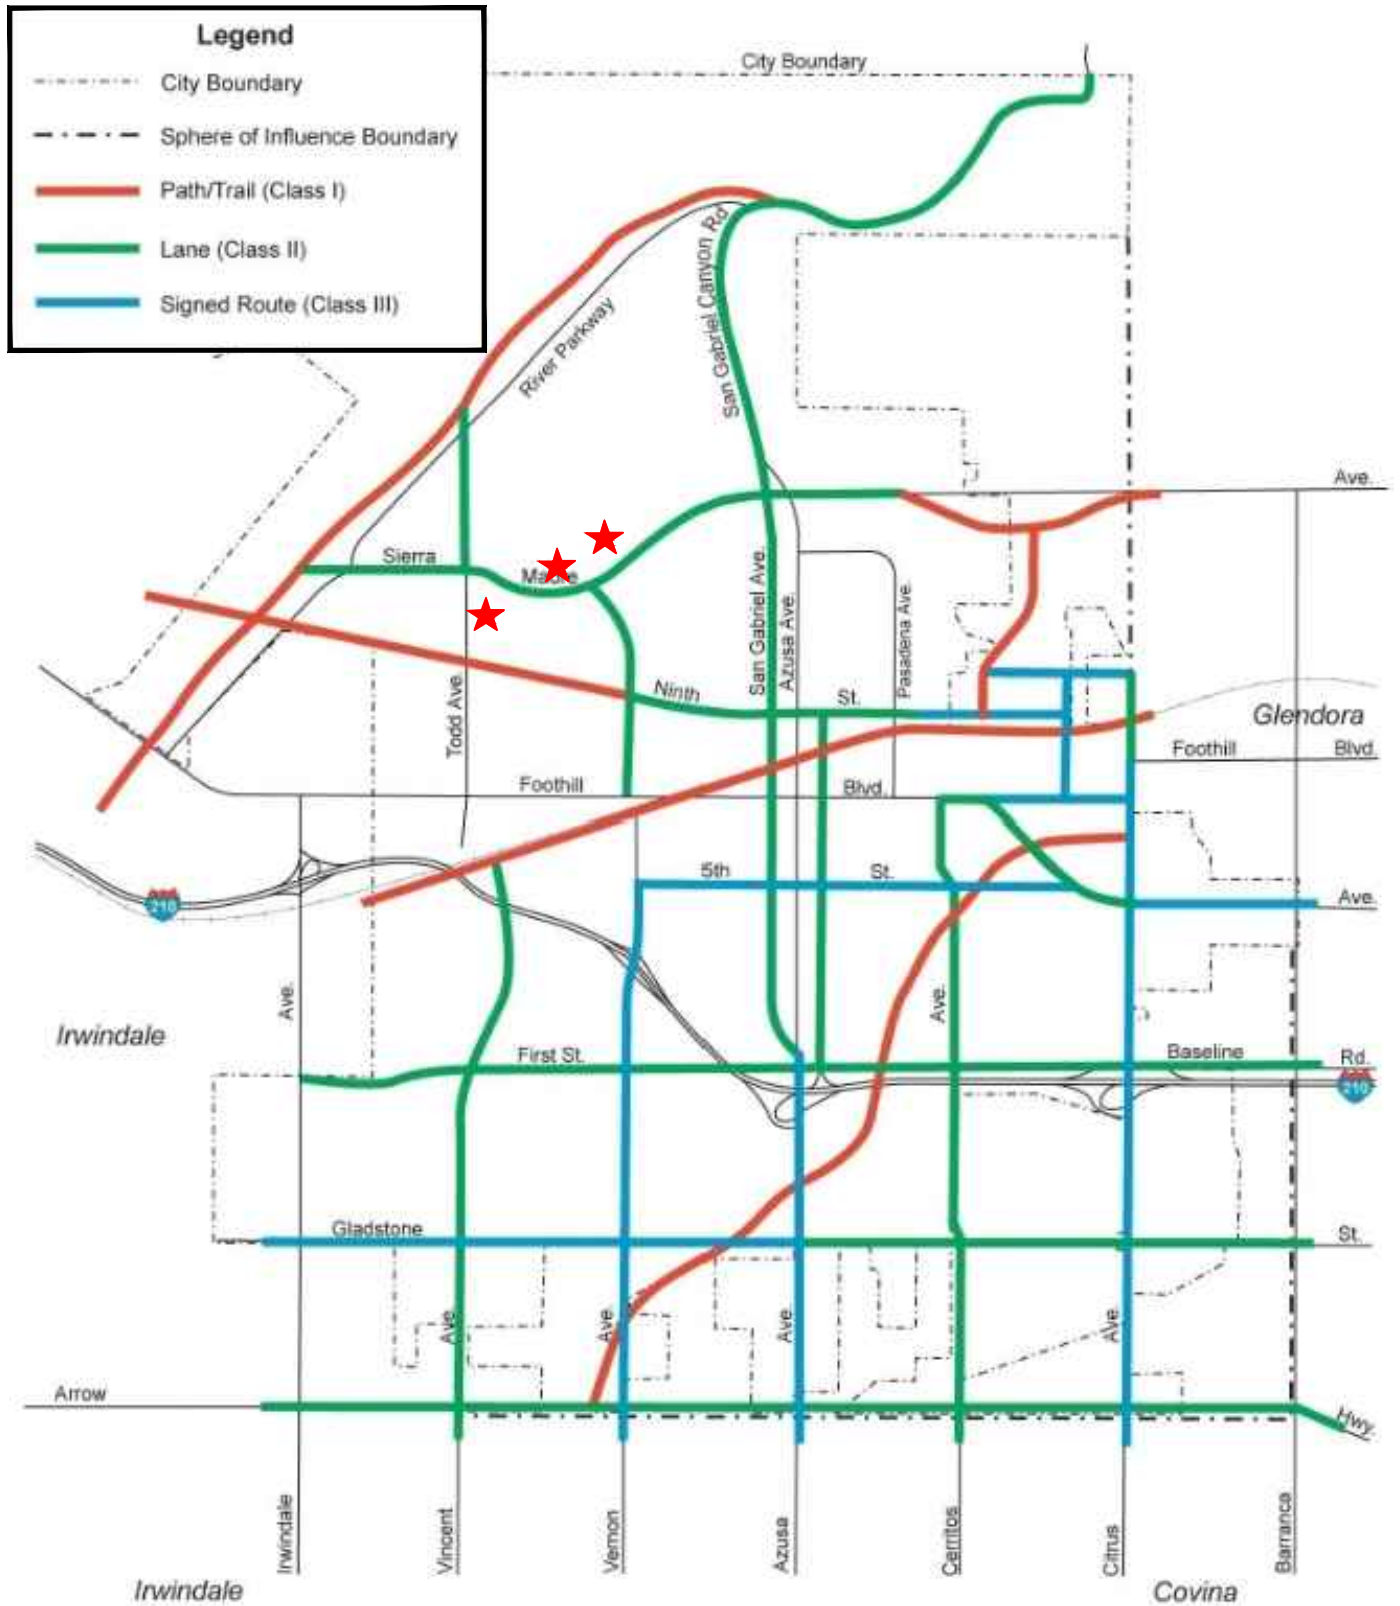 Legend
City Boundary
Sphere of Influence Boundary
Path/Trail (Class I)
Lane (Class II)
Signed Route (Class III)
City Boundary
San Gabriel Canyon Rd
River Parkway
Ave.
Sierra
San Gabriel Ave.
Azusa Ave.
Pasadena Ave.
Ninth
St.
Todd Ave.
Glendora
Foothill
Blvd.
Foothill
Blvd.
5th
St.
Ave.
210
Ave.
Ave.
Irwindale
First St.
Baseline
Rd.
210
Gladstone
St.
Ave.
Ave.
Ave.
Ave.
Arrow
Hwy.
Irwindale
Vincent
Vernon
Azusa
Cerritos
Citrus
Barranca
Irwindale
Covina